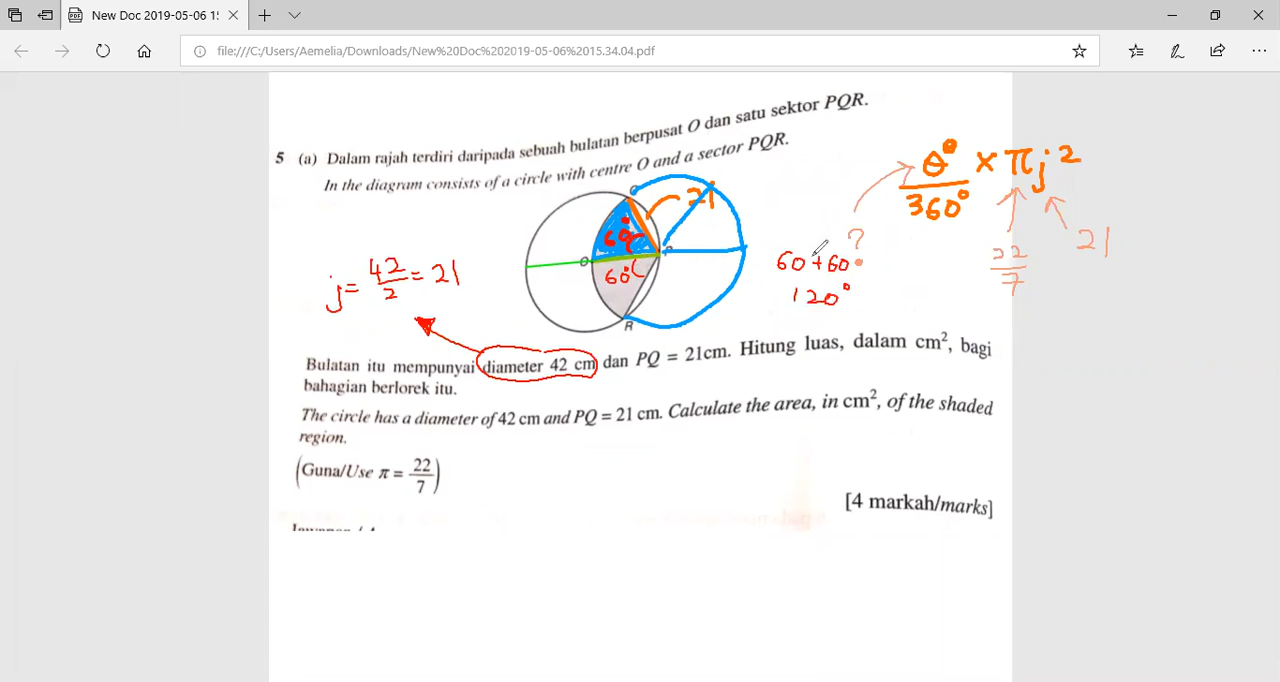 New Doc 2019-05-06 15
file:///C:/Users/Aemelia/Downloads/New%20Doc%202019-05-06%2015.34.04.pdf
5 (a) Dalam rajah terdiri daripada sebuah bulatan berpusat O dan satu sektor PQR.
In the diagram consists of a circle with centre O and a sector PQR.
θ°/360° × πj²
22/7
21
21
60°
60°
O
P
R
?
60+60
120°
j = 42/2 = 21
Bulatan itu mempunyai diameter 42 cm dan PQ = 21cm. Hitung luas, dalam cm², bagi
bahagian berlorek itu.
The circle has a diameter of 42 cm and PQ = 21 cm. Calculate the area, in cm², of the shaded
region.
(Guna/Use π = 22/7)
[4 markah/marks]